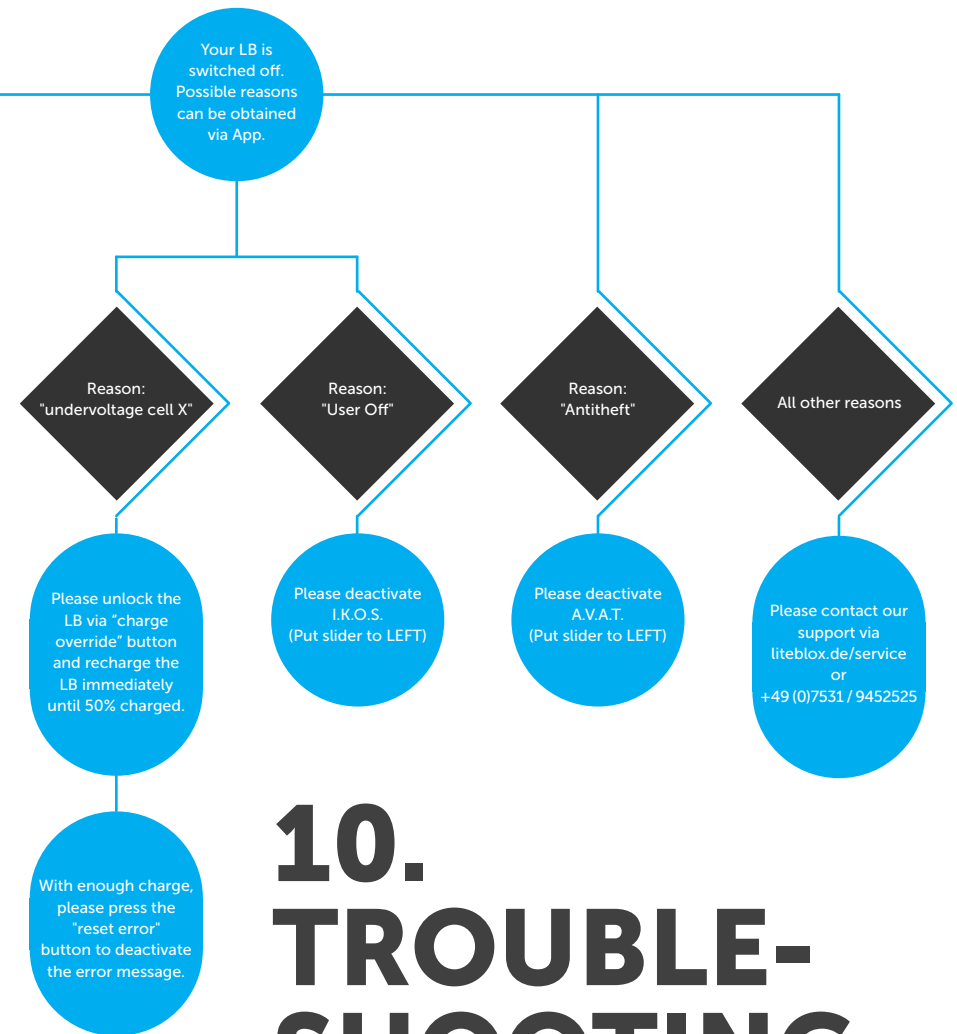 Your LB is
switched off.
Possible reasons
can be obtained
via App.
Reason:
"undervoltage cell X"
Reason:
"User Off"
Reason:
"Antitheft"
All other reasons
Please unlock the
LB via “charge
override” button
and recharge the
LB immediately
until 50% charged.
Please deactivate
I.K.O.S.
(Put slider to LEFT)
Please deactivate
A.V.A.T.
(Put slider to LEFT)
Please contact our
support via
liteblox.de/service
or
+49 (0)7531 / 9452525
With enough charge,
please press the
"reset error"
button to deactivate
the error message.
10.
TROUBLE-
SHOOTING